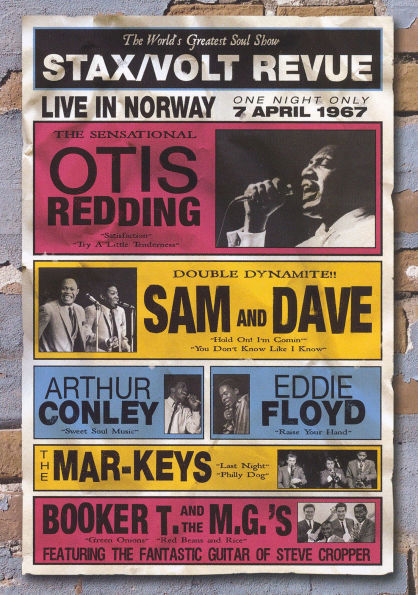 The World's Greatest Soul Show
STAX/VOLT REVUE
LIVE IN NORWAY
ONE NIGHT ONLY
7 APRIL 1967
THE SENSATIONAL
OTIS
REDDING
"Satisfaction"
"Try A Little Tenderness"
DOUBLE DYNAMITE!!
SAM AND DAVE
"Hold On! I'm Comin'"
"You Don't Know Like I Know"
ARTHUR
CONLEY
"Sweet Soul Music"
EDDIE
FLOYD
"Raise Your Hand"
THE
MAR-KEYS
"Last Night"
"Philly Dog"
BOOKER T. AND THE M.G.'S
"Green Onions" "Red Beans and Rice"
FEATURING THE FANTASTIC GUITAR OF STEVE CROPPER